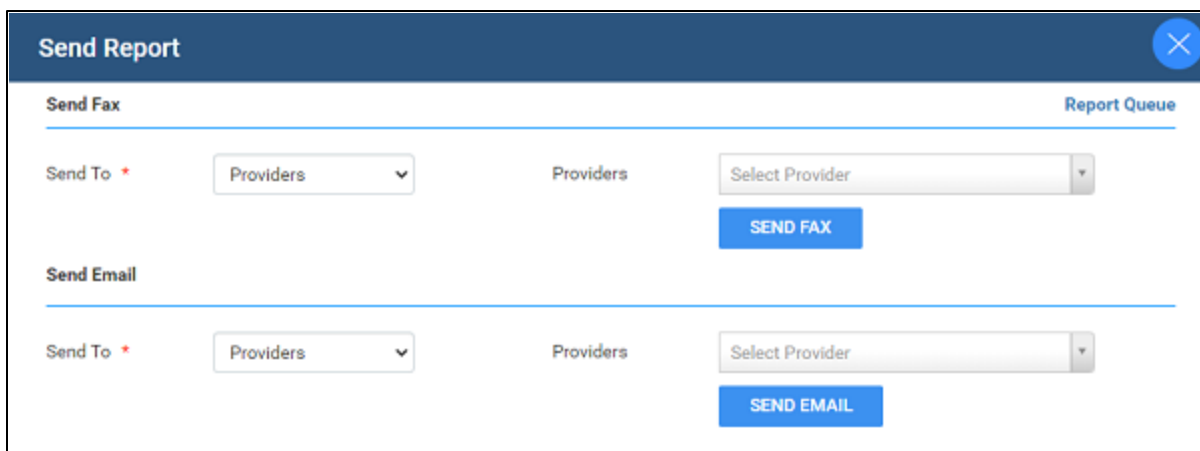 Send Report
Send Fax Report Queue
Send To * Providers Providers Select Provider
SEND FAX
Send Email
Send To * Providers Providers Select Provider
SEND EMAIL